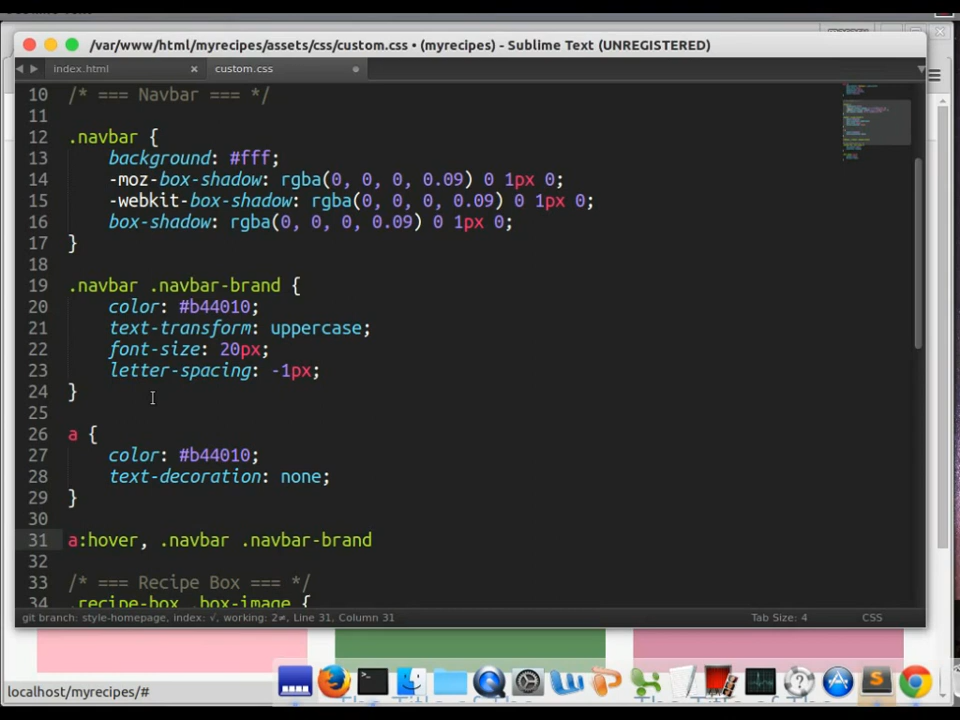 /var/www/html/myrecipes/assets/css/custom.css • (myrecipes) - Sublime Text (UNREGISTERED)
index.html × custom.css
10 /* === Navbar === */
11
12 .navbar {
13 background: #fff;
14 -moz-box-shadow: rgba(0, 0, 0, 0.09) 0 1px 0;
15 -webkit-box-shadow: rgba(0, 0, 0, 0.09) 0 1px 0;
16 box-shadow: rgba(0, 0, 0, 0.09) 0 1px 0;
17 }
18
19 .navbar .navbar-brand {
20 color: #b44010;
21 text-transform: uppercase;
22 font-size: 20px;
23 letter-spacing: -1px;
24 }
25
26 a {
27 color: #b44010;
28 text-decoration: none;
29 }
30
31 a:hover, .navbar .navbar-brand
32
33 /* === Recipe Box === */
34 .recipe-box .box-image {
git branch: style-homepage, index: √, working: 2≠, Line 31, Column 31 Tab Size: 4 CSS
localhost/myrecipes/#